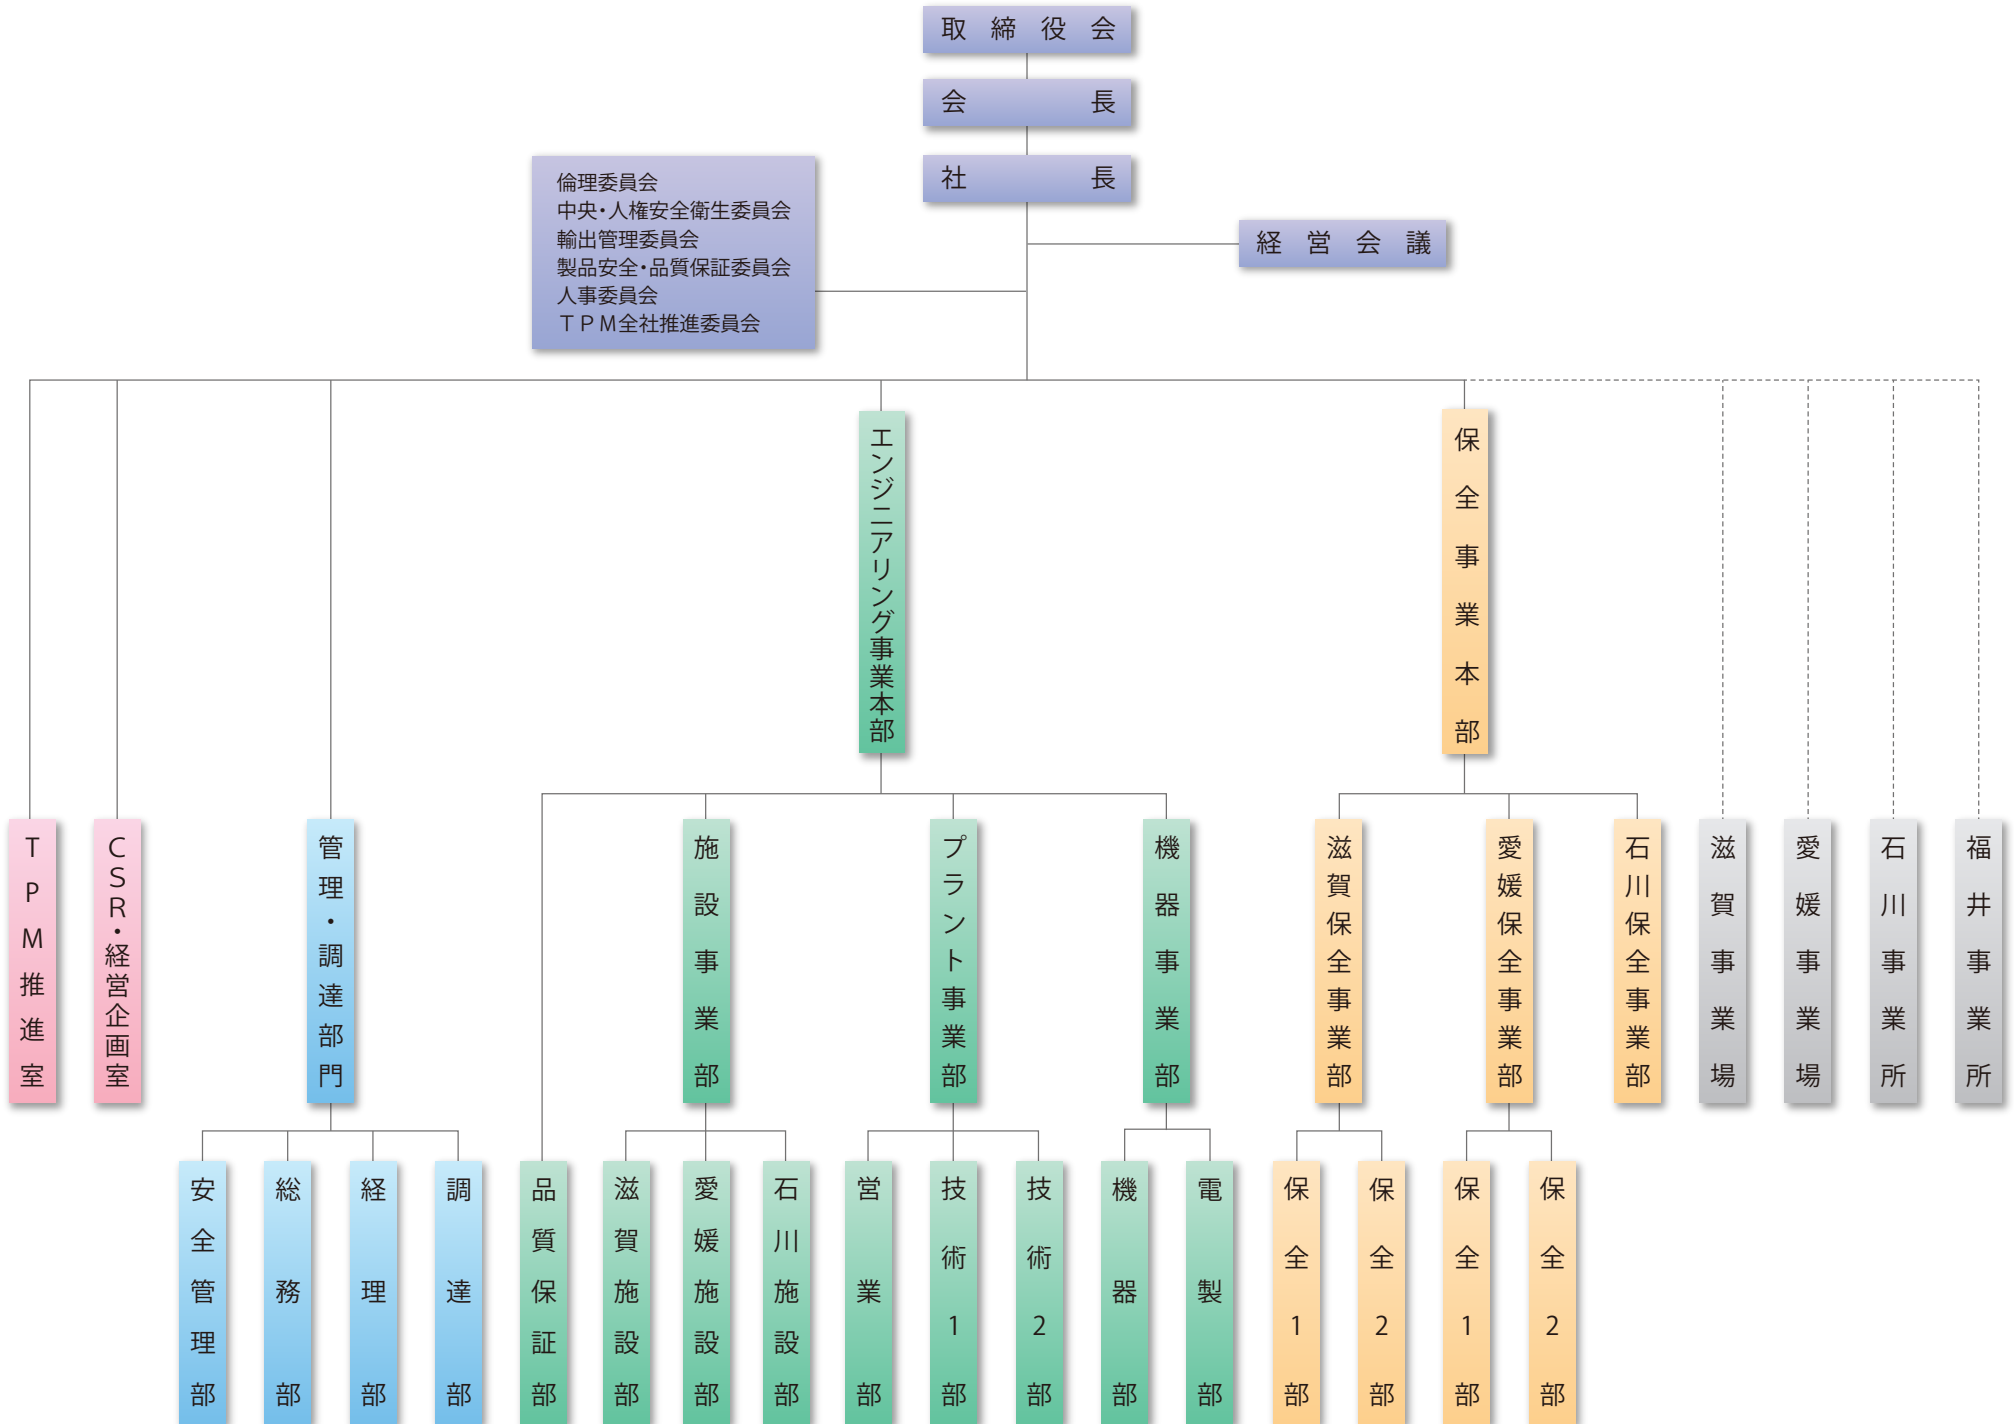 取締役会
会長
社長
経営会議
倫理委員会
中央・人権安全衛生委員会
輸出管理委員会
製品安全・品質保証委員会
人事委員会
ＴＰＭ全社推進委員会
エンジニアリング事業本部
保全事業本部
TPM推進室
CSR・経営企画室
管理・調達部門
施設事業部
プラント事業部
機器事業部
滋賀保全事業部
愛媛保全事業部
石川保全事業部
滋賀事業場
愛媛事業場
石川事業所
福井事業所
安全管理部
総務部
経理部
調達部
品質保証部
滋賀施設部
愛媛施設部
石川施設部
営業部
技術1部
技術2部
機器部
電製部
保全1部
保全2部
保全1部
保全2部